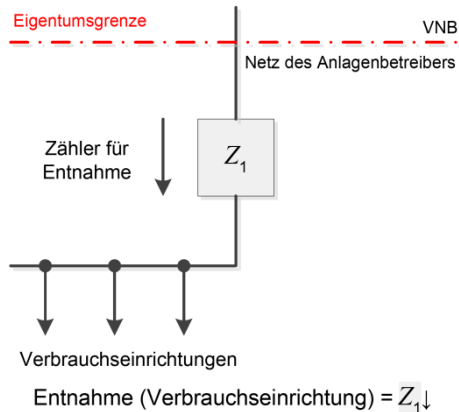 Eigentumsgrenze
VNB
Netz des Anlagenbetreibers
Zähler für
Entnahme
Z1
Verbrauchseinrichtungen
Entnahme (Verbrauchseinrichtung) = Z1↓